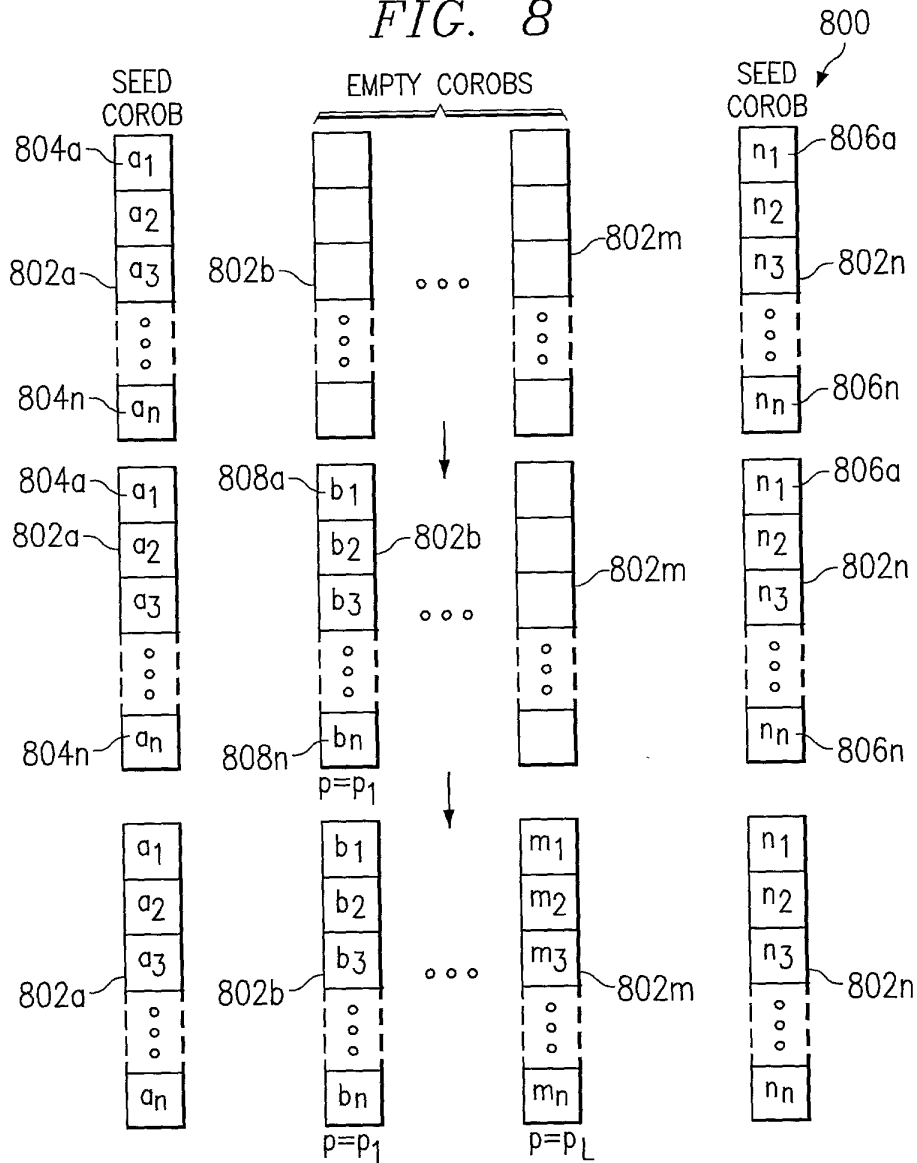 FIG. 8
800
SEED COROB
EMPTY COROBS
SEED COROB
804a a1 n1 806a
a2 n2
802a a3 802b ∘∘∘ 802m n3 802n
804n an nn 806n
804a a1 808a b1 n1 806a
802a a2 b2 802b n2
a3 b3 ∘∘∘ 802m n3 802n
804n an 808n bn nn 806n
p=p1
a1 b1 m1 n1
a2 b2 m2 n2
802a a3 802b b3 ∘∘∘ m3 802m n3 802n
an bn mn nn
p=p1 p=pL